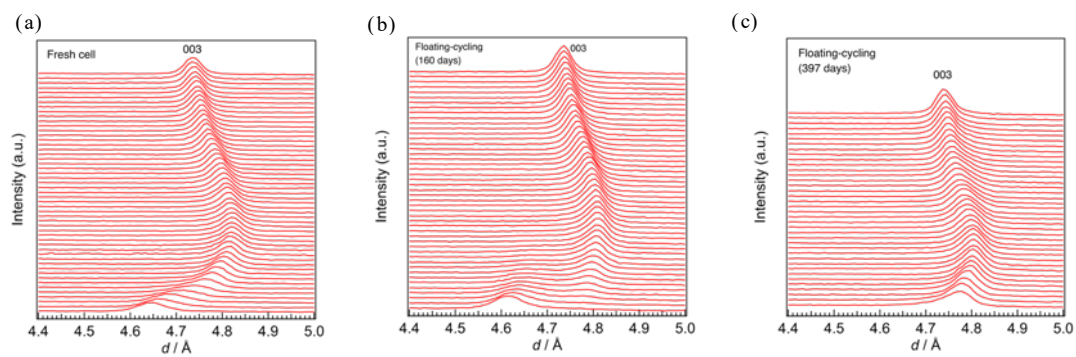 (a)
Fresh cell
003
Intensity (a.u.)
4.4 4.5 4.6 4.7 4.8 4.9 5.0
d / Å
(b)
Floating-cycling
(160 days)
003
Intensity (a.u.)
4.4 4.5 4.6 4.7 4.8 4.9 5.0
d / Å
(c)
Floating-cycling
(397 days)
003
Intensity (a.u.)
4.4 4.5 4.6 4.7 4.8 4.9 5.0
d / Å